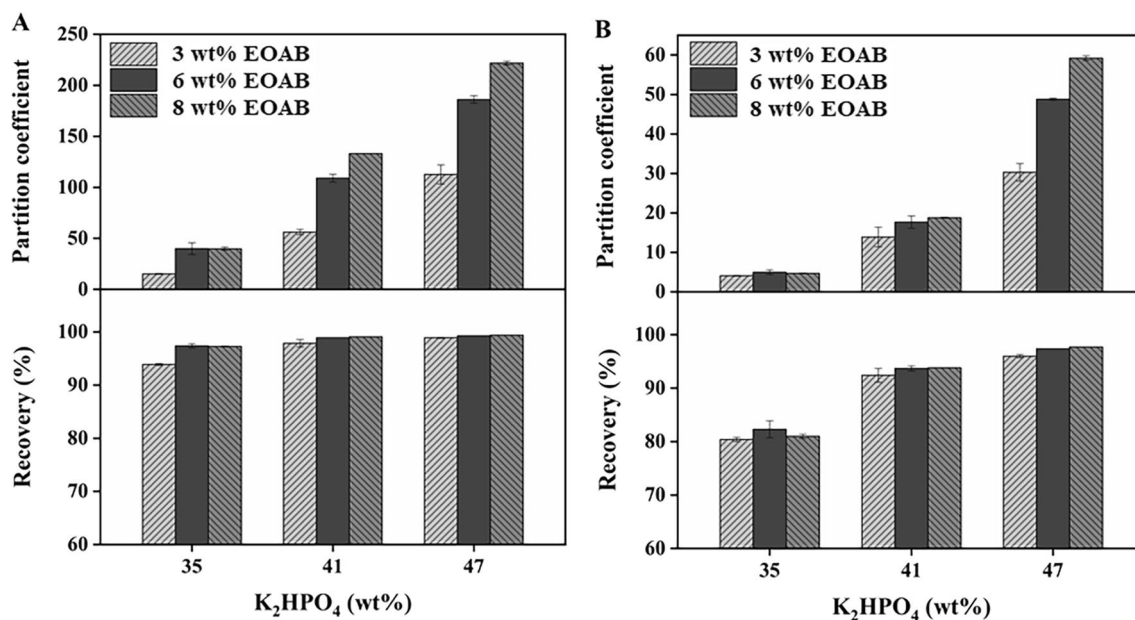 A
250
200
150
100
50
0
Partition coefficient
3 wt% EOAB
6 wt% EOAB
8 wt% EOAB
100
90
80
70
60
Recovery (%)
35 41 47
K₂HPO₄ (wt%)
B
60
50
40
30
20
10
0
Partition coefficient
3 wt% EOAB
6 wt% EOAB
8 wt% EOAB
100
90
80
70
60
Recovery (%)
35 41 47
K₂HPO₄ (wt%)